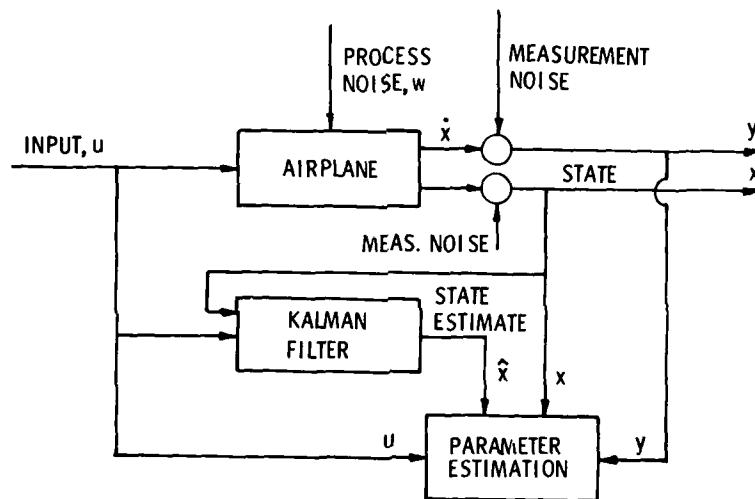 PROCESS
NOISE, w
MEASUREMENT
NOISE
INPUT, u
AIRPLANE
ẋ
y
STATE
x
MEAS. NOISE
KALMAN
FILTER
STATE
ESTIMATE
x̂
x
U
PARAMETER
ESTIMATION
y